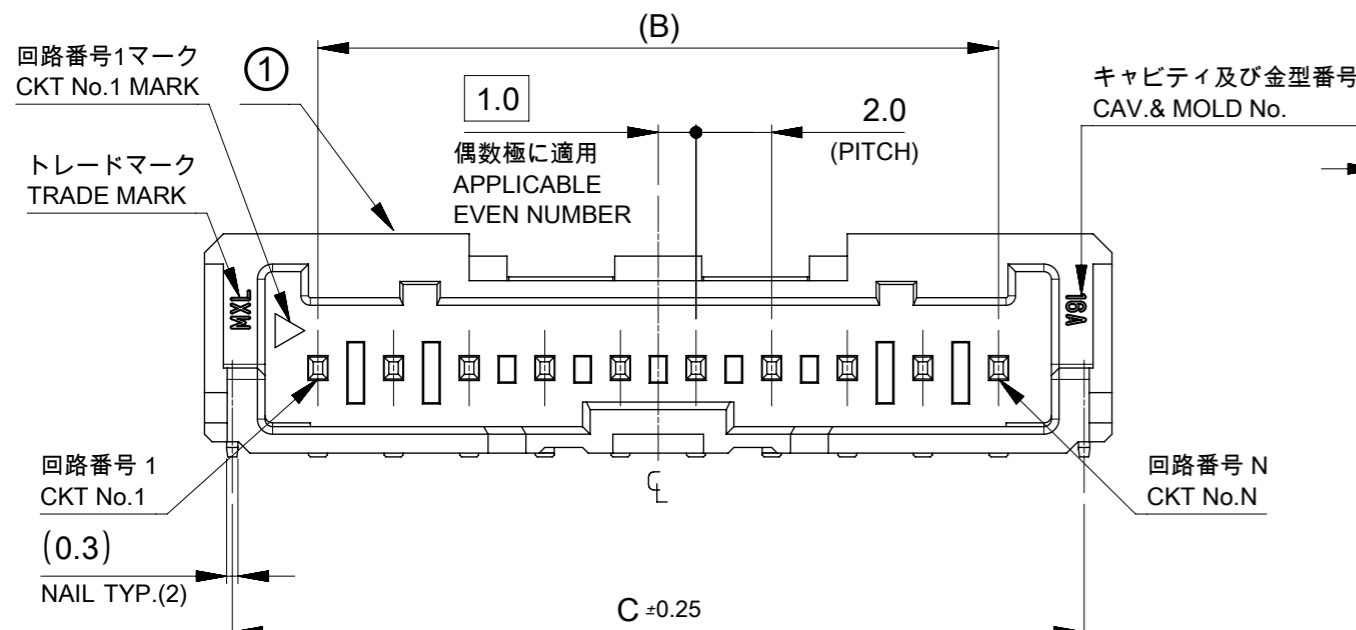 (B)
回路番号1マーク
CKT No.1 MARK
1
1.0
偶数極に適用
APPLICABLE
EVEN NUMBER
2.0
(PITCH)
キャビティ及び金型番号
CAV.& MOLD No.
トレードマーク
TRADE MARK
MXL
16A
回路番号 1
CKT No.1
回路番号 N
CKT No.N
℄
(0.3)
NAIL TYP.(2)
C ±0.25